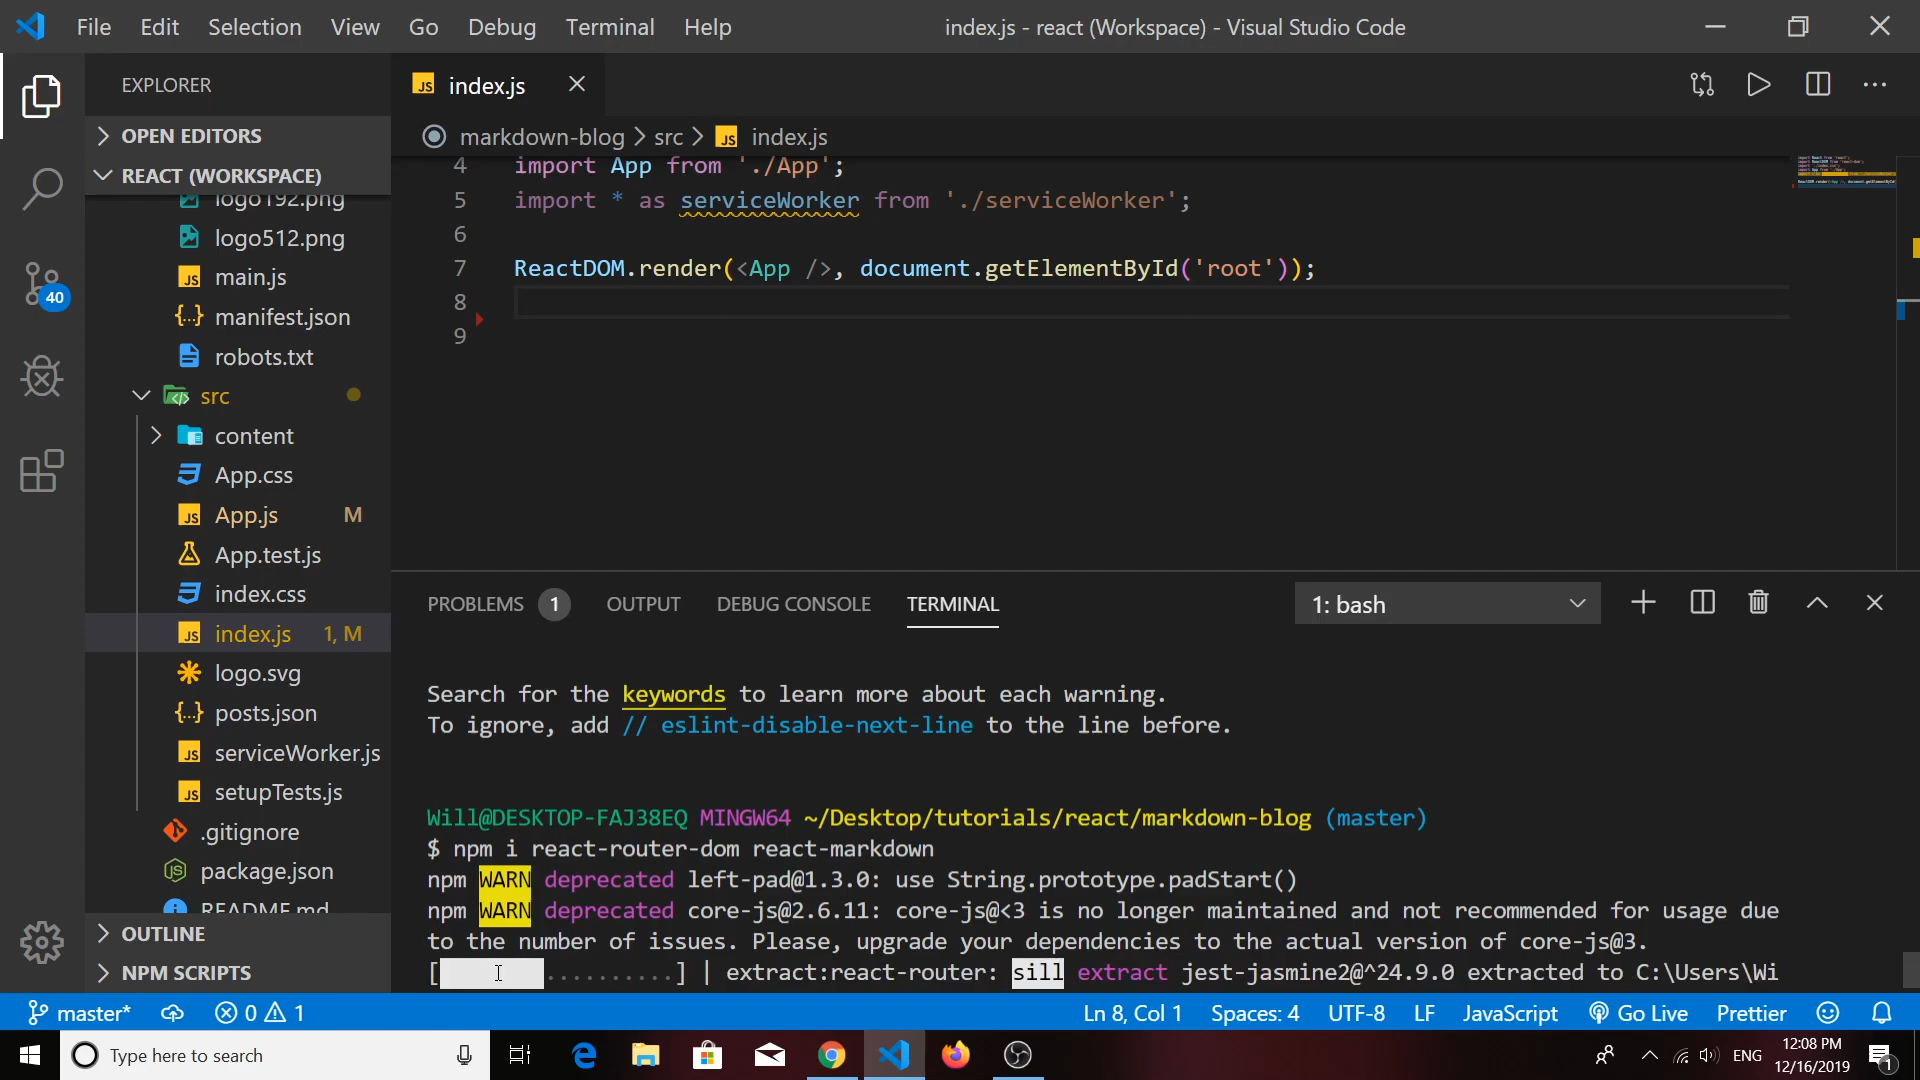 File Edit Selection View Go Debug Terminal Help
index.js - react (Workspace) - Visual Studio Code
EXPLORER
OPEN EDITORS
REACT (WORKSPACE)
logo192.png
logo512.png
main.js
manifest.json
robots.txt
src
content
App.css
App.js M
App.test.js
index.css
index.js 1, M
logo.svg
posts.json
serviceWorker.js
setupTests.js
.gitignore
package.json
README.md
OUTLINE
NPM SCRIPTS
40
JS index.js
markdown-blog > src > JS index.js
4 import App from './App';
5 import * as serviceWorker from './serviceWorker';
6
7 ReactDOM.render(<App />, document.getElementById('root'));
8
9
PROBLEMS 1 OUTPUT DEBUG CONSOLE TERMINAL
1: bash
Search for the keywords to learn more about each warning.
To ignore, add // eslint-disable-next-line to the line before.
Will@DESKTOP-FAJ38EQ MINGW64 ~/Desktop/tutorials/react/markdown-blog (master)
$ npm i react-router-dom react-markdown
npm WARN deprecated left-pad@1.3.0: use String.prototype.padStart()
npm WARN deprecated core-js@2.6.11: core-js@<3 is no longer maintained and not recommended for usage due
to the number of issues. Please, upgrade your dependencies to the actual version of core-js@3.
[ ..........] | extract:react-router: sill extract jest-jasmine2@^24.9.0 extracted to C:\Users\Wi
master* 0 1
Ln 8, Col 1 Spaces: 4 UTF-8 LF JavaScript Go Live Prettier
Type here to search
ENG
12:08 PM
12/16/2019
1